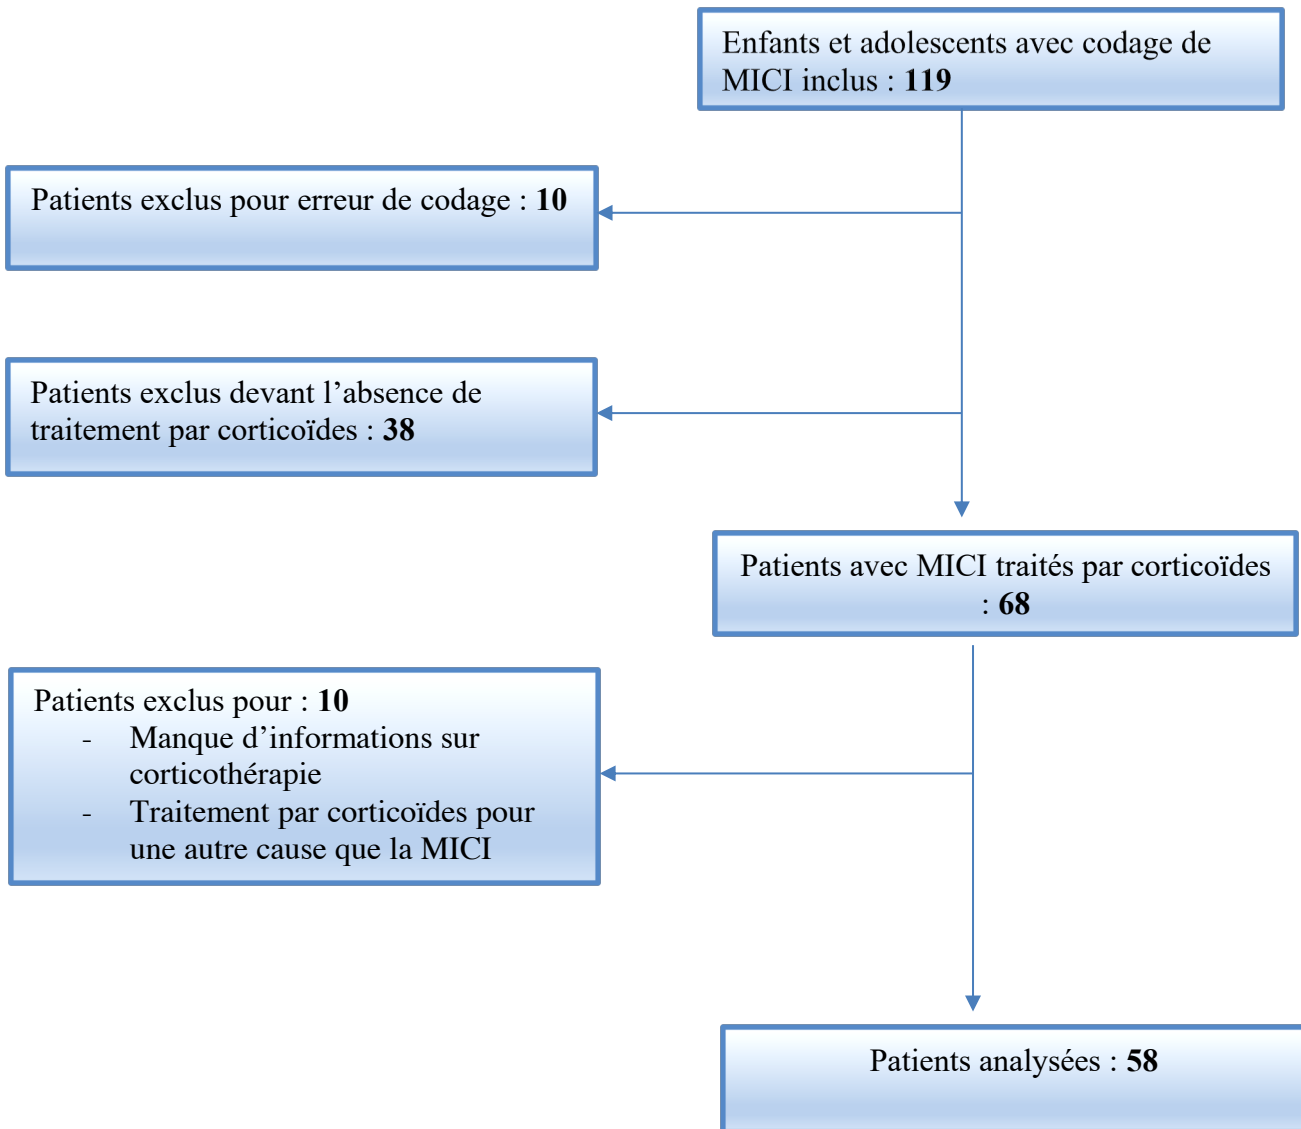 Enfants et adolescents avec codage de
MICI inclus : 119
Patients exclus pour erreur de codage : 10
Patients exclus devant l’absence de
traitement par corticoïdes : 38
Patients avec MICI traités par corticoïdes
: 68
Patients exclus pour : 10
- Manque d’informations sur
corticothérapie
- Traitement par corticoïdes pour
une autre cause que la MICI
Patients analysées : 58